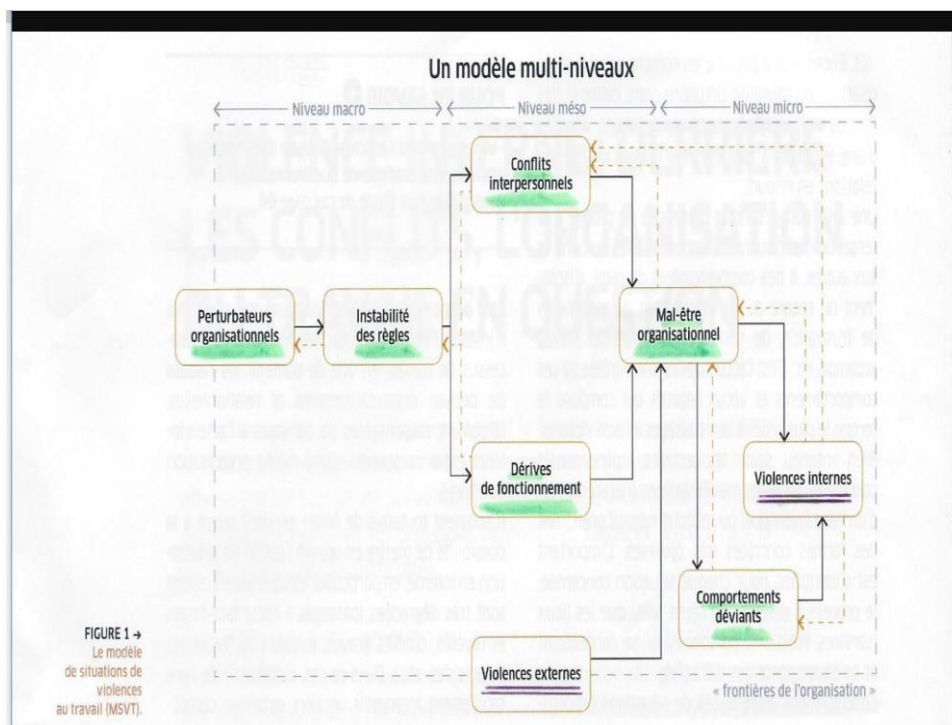 Un modèle multi-niveaux
Niveau macro
Niveau méso
Niveau micro
Conflits
interpersonnels
Perturbateurs
organisationnels
Instabilité
des règles
Mal-être
organisationnel
Dérives
de fonctionnement
Violences internes
Comportements
déviants
Violences externes
« frontières de l'organisation »
FIGURE 1 →
Le modèle
de situations de
violences
au travail (MSVT).